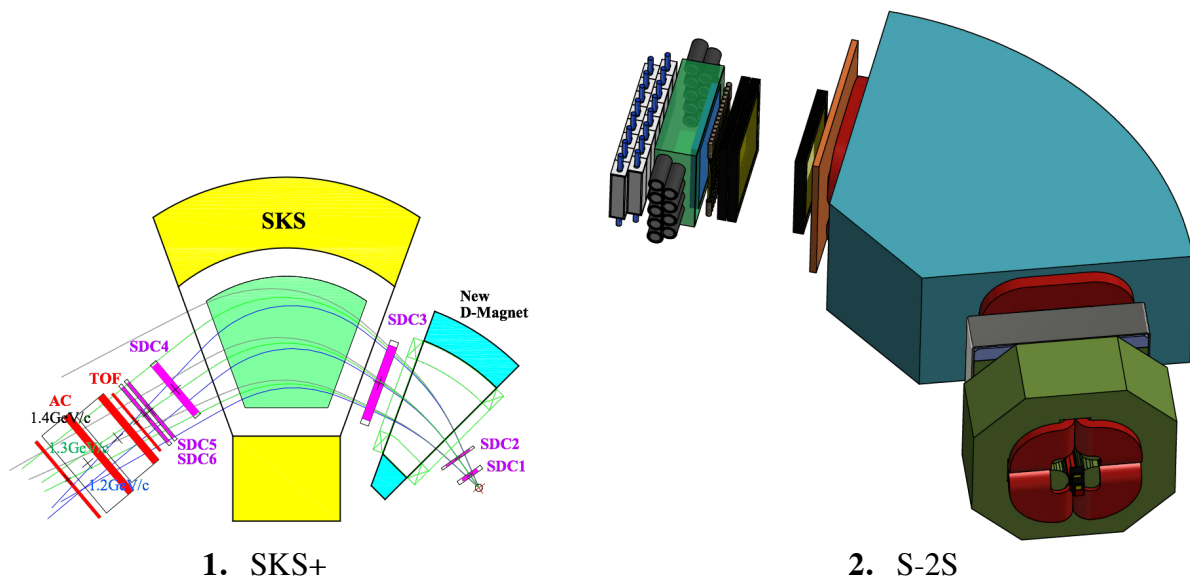 SKS
New
D-Magnet
SDC3
SDC4
TOF
AC
1.4GeV/c
1.3GeV/c
1.2GeV/c
SDC5
SDC6
SDC2
SDC1
1. SKS+
2. S-2S